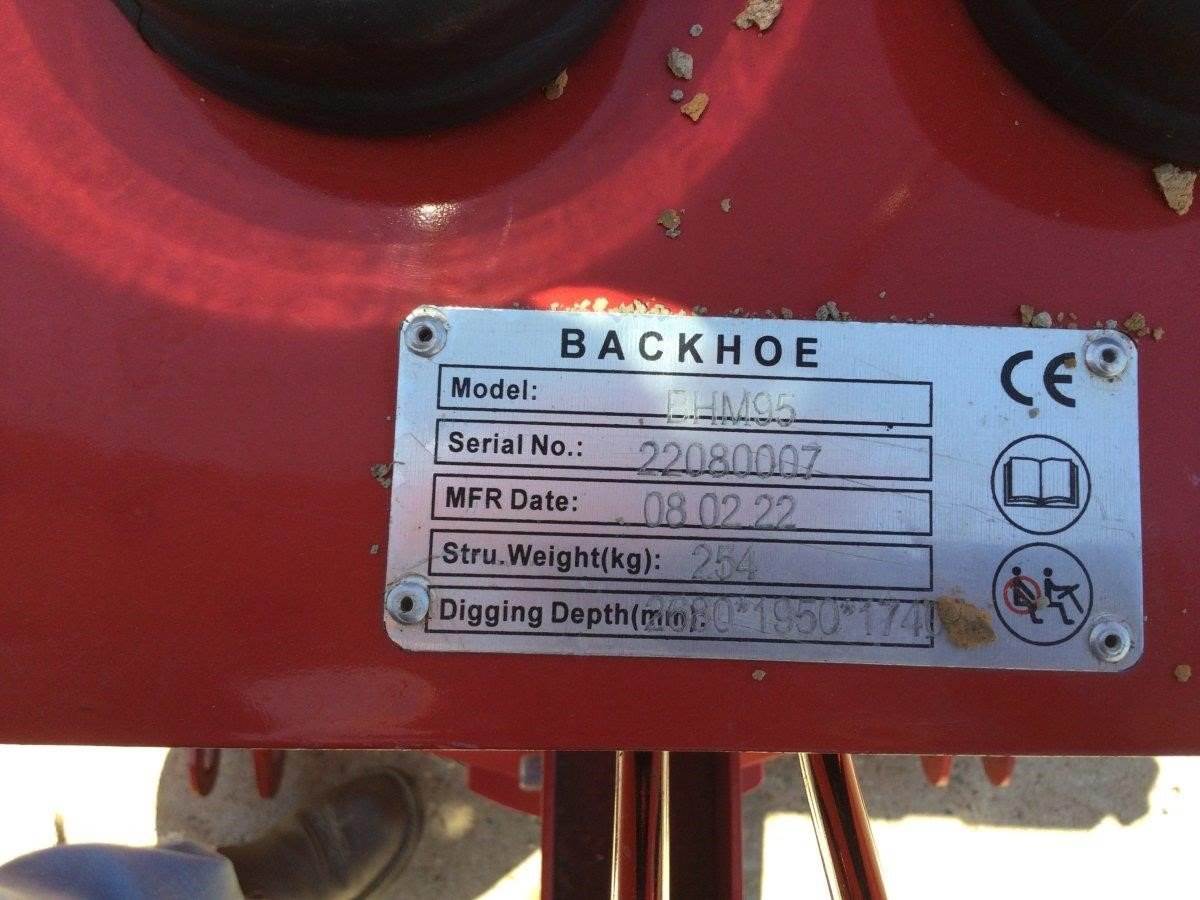 BACKHOE
CE
Model: BHM95
Serial No.: 22080007
MFR Date: 08 02 22
Stru.Weight(kg): 254
Digging Depth(mm): 2680*1950*1740